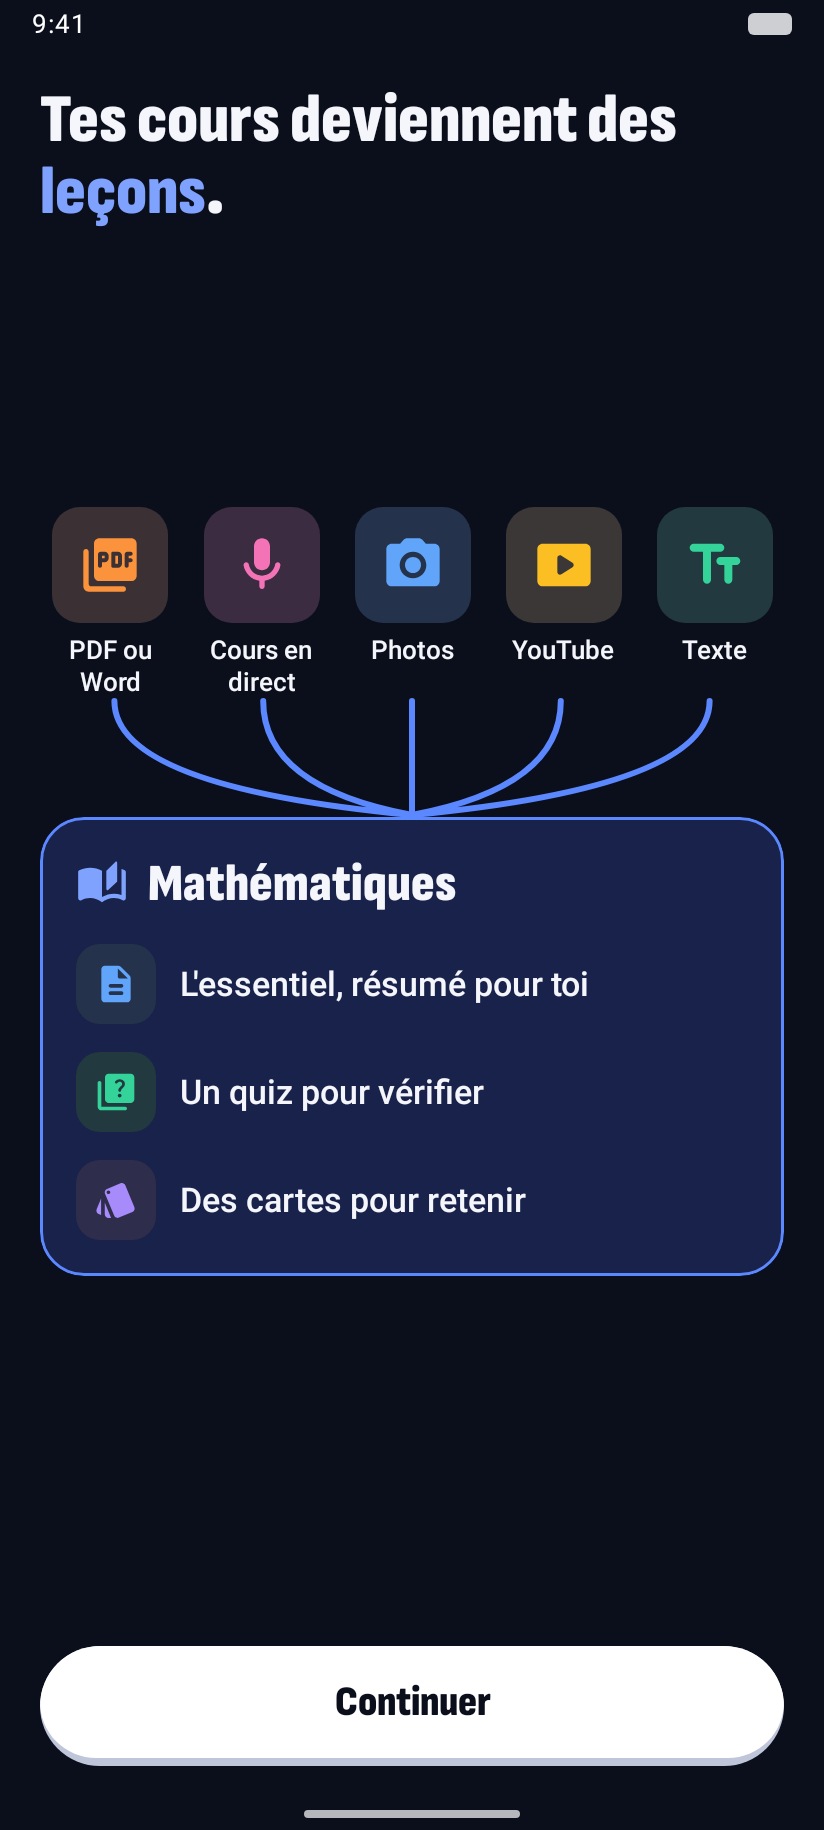 9:41
Tes cours deviennent des
leçons.
PDF
PDF ou
Word
Cours en
direct
Photos
YouTube
Tт
Texte
Mathématiques
L'essentiel, résumé pour toi
?
Un quiz pour vérifier
Des cartes pour retenir
Continuer